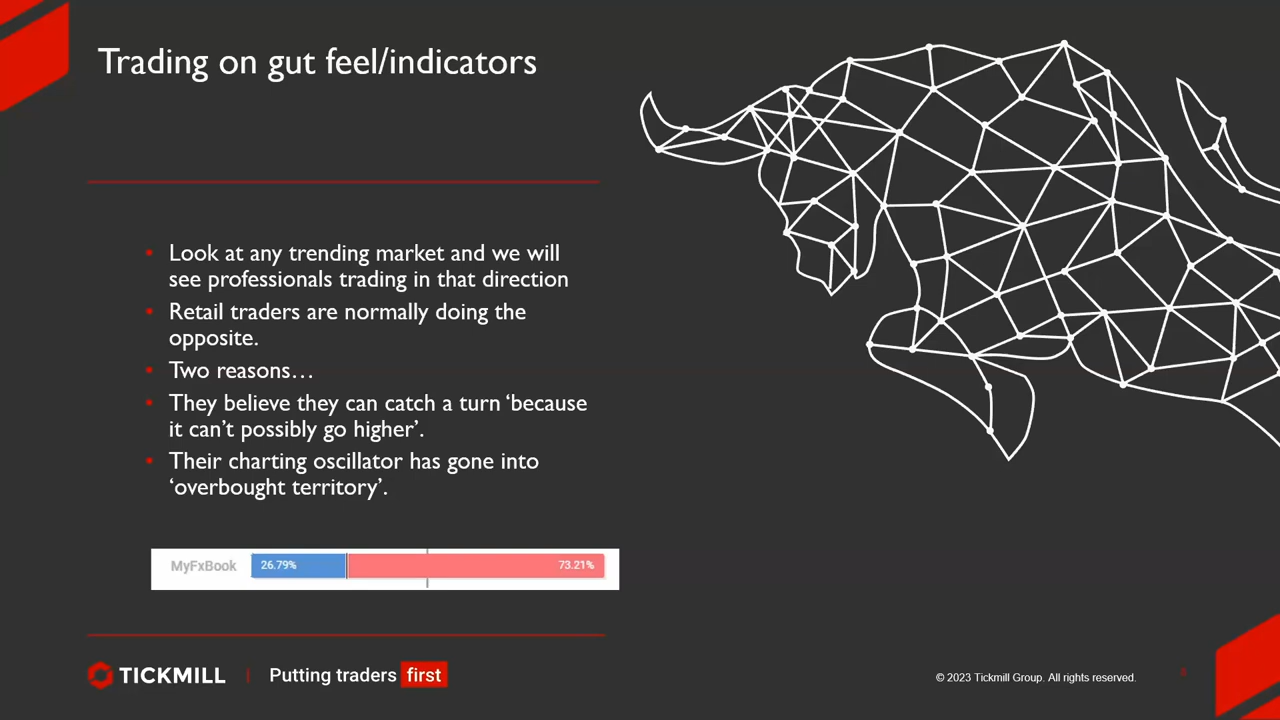 Trading on gut feel/indicators
• Look at any trending market and we will
see professionals trading in that direction
• Retail traders are normally doing the
opposite.
• Two reasons…
• They believe they can catch a turn ‘because
it can’t possibly go higher’.
• Their charting oscillator has gone into
‘overbought territory’.
MyFxBook 26.79% 73.21%
TICKMILL | Putting traders first
© 2023 Tickmill Group. All rights reserved.